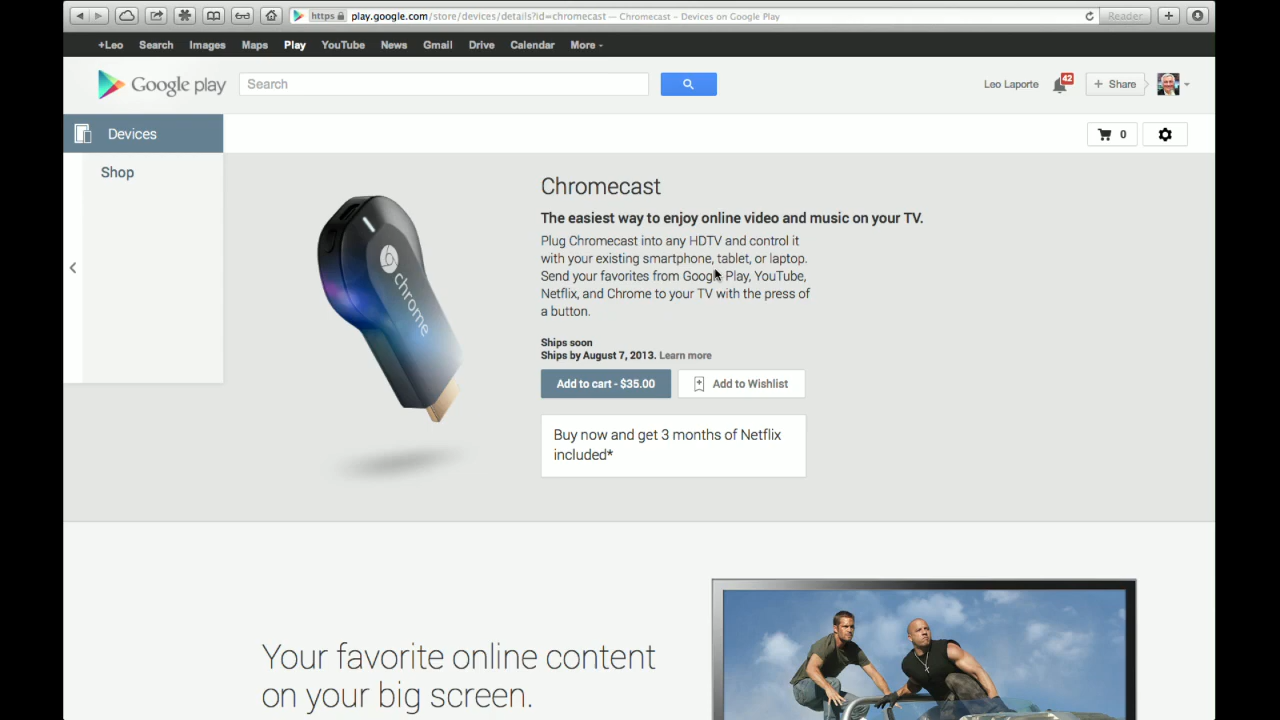 https play.google.com/store/devices/details?id=chromecast — Chromecast - Devices on Google Play
Reader
+Leo Search Images Maps Play YouTube News Gmail Drive Calendar More
Google play Search Leo Laporte 42 + Share
Devices 0
Shop
Chromecast
The easiest way to enjoy online video and music on your TV.
Plug Chromecast into any HDTV and control it
with your existing smartphone, tablet, or laptop.
Send your favorites from Google Play, YouTube,
Netflix, and Chrome to your TV with the press of
a button.
chrome
Ships soon
Ships by August 7, 2013. Learn more
Add to cart - $35.00 Add to Wishlist
Buy now and get 3 months of Netflix
included*
Your favorite online content
on your big screen.